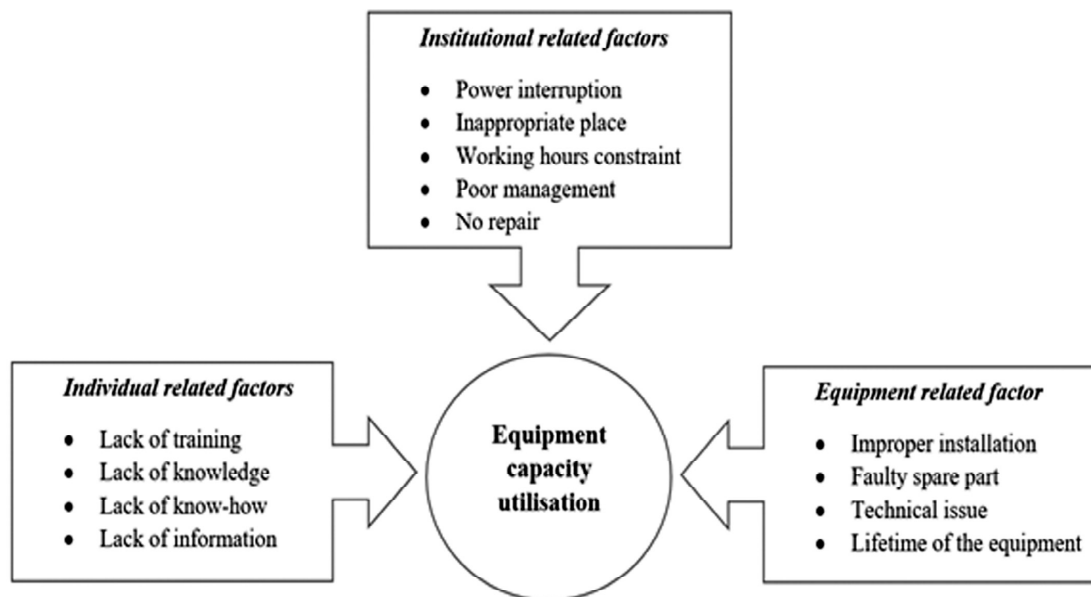 Institutional related factors
• Power interruption
• Inappropriate place
• Working hours constraint
• Poor management
• No repair
Individual related factors
• Lack of training
• Lack of knowledge
• Lack of know-how
• Lack of information
Equipment
capacity
utilisation
Equipment related factor
• Improper installation
• Faulty spare part
• Technical issue
• Lifetime of the equipment